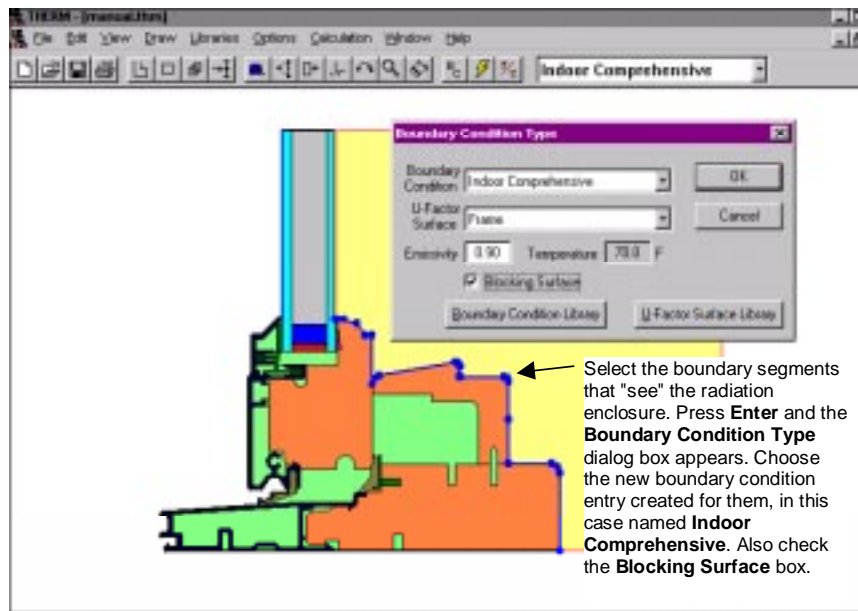 THERM - [manual.thm]
File Edit View Draw Libraries Options Calculation Window Help
Indoor Comprehensive
Boundary Condition Type
Boundary Condition Indoor Comprehensive
OK
U-Factor Surface Frame
Cancel
Emissivity 0.90 Temperature 70.0 F
Blocking Surface
Boundary Condition Library
U-Factor Surface Library
Select the boundary segments
that "see" the radiation
enclosure. Press Enter and the
Boundary Condition Type
dialog box appears. Choose
the new boundary condition
entry created for them, in this
case named Indoor
Comprehensive. Also check
the Blocking Surface box.